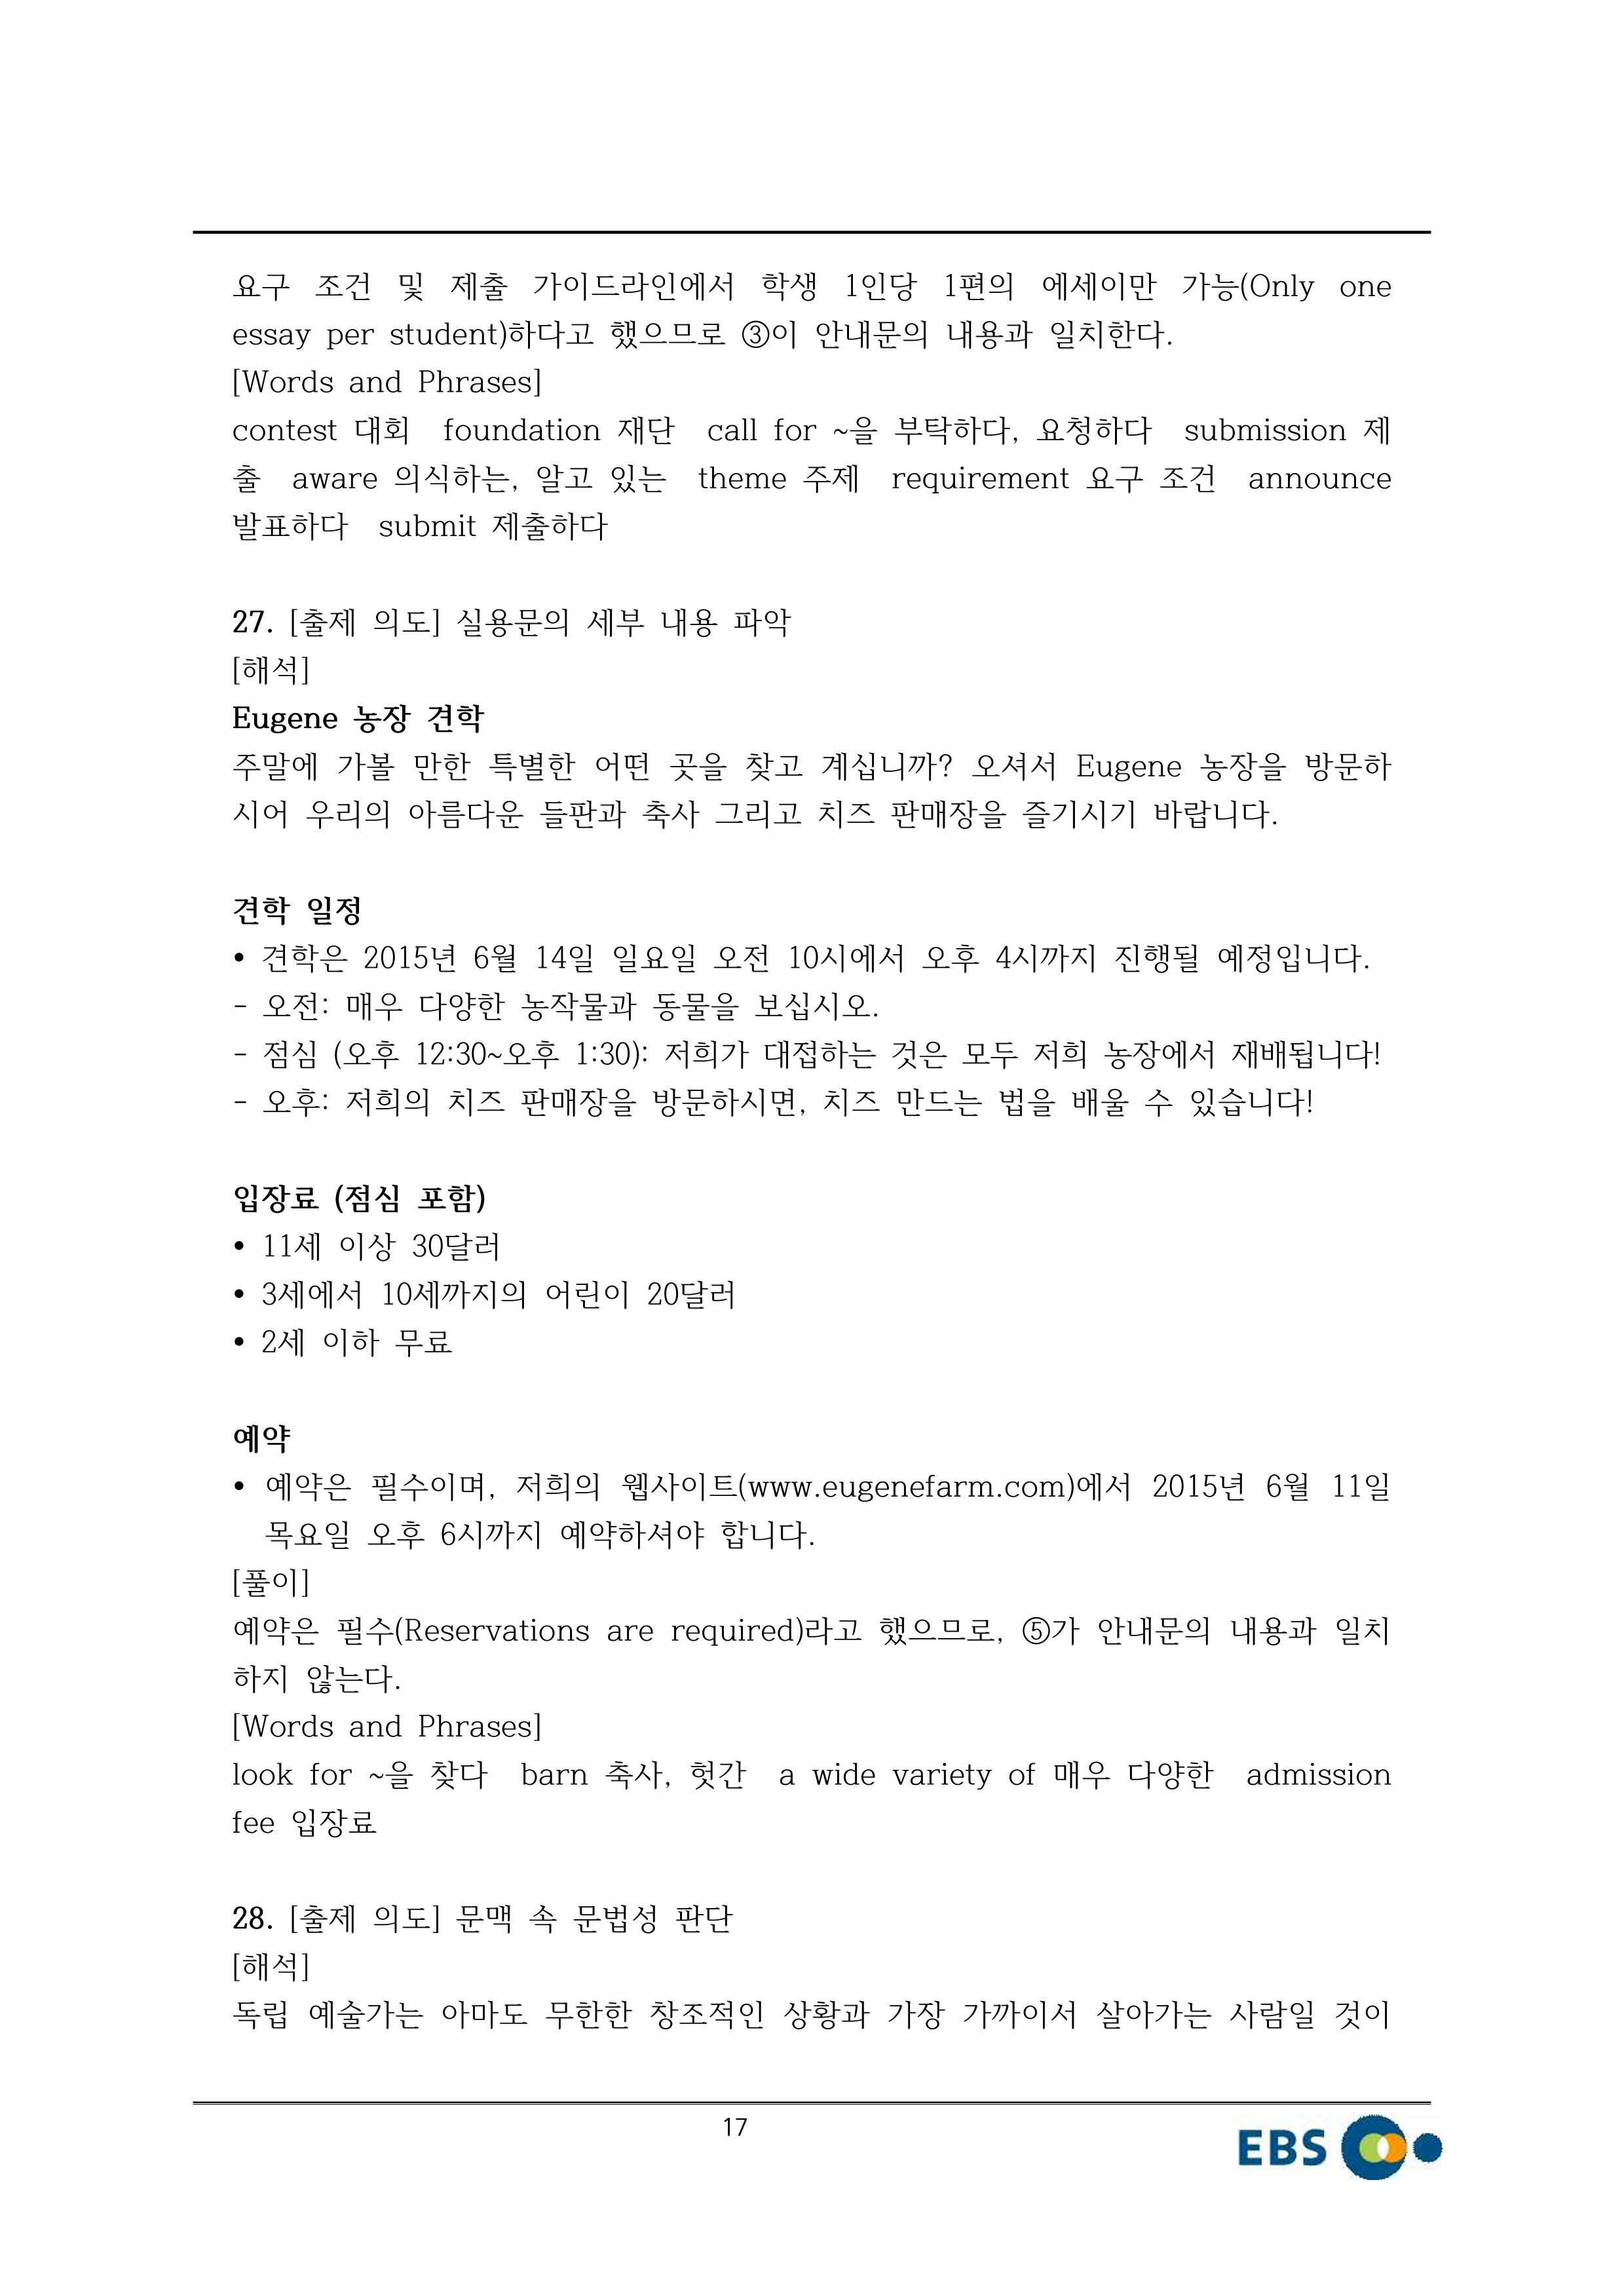 요구 조건 및 제출 가이드라인에서 학생 1인당 1편의 에세이만 가능(Only one
essay per student)하다고 했으므로 ③이 안내문의 내용과 일치한다.
[Words and Phrases]
contest 대회 foundation 재단 call for ~을 부탁하다, 요청하다 submission 제
출 aware 의식하는, 알고 있는 theme 주제 requirement 요구 조건 announce
발표하다 submit 제출하다
27. [출제 의도] 실용문의 세부 내용 파악
[해석]
Eugene 농장 견학
주말에 가볼 만한 특별한 어떤 곳을 찾고 계십니까? 오셔서 Eugene 농장을 방문하
시어 우리의 아름다운 들판과 축사 그리고 치즈 판매장을 즐기시기 바랍니다.
견학 일정
• 견학은 2015년 6월 14일 일요일 오전 10시에서 오후 4시까지 진행될 예정입니다.
- 오전: 매우 다양한 농작물과 동물을 보십시오.
- 점심 (오후 12:30~오후 1:30): 저희가 대접하는 것은 모두 저희 농장에서 재배됩니다!
- 오후: 저희의 치즈 판매장을 방문하시면, 치즈 만드는 법을 배울 수 있습니다!
입장료 (점심 포함)
• 11세 이상 30달러
• 3세에서 10세까지의 어린이 20달러
• 2세 이하 무료
예약
• 예약은 필수이며, 저희의 웹사이트(www.eugenefarm.com)에서 2015년 6월 11일
목요일 오후 6시까지 예약하셔야 합니다.
[풀이]
예약은 필수(Reservations are required)라고 했으므로, ⑤가 안내문의 내용과 일치
하지 않는다.
[Words and Phrases]
look for ~을 찾다 barn 축사, 헛간 a wide variety of 매우 다양한 admission
fee 입장료
28. [출제 의도] 문맥 속 문법성 판단
[해석]
독립 예술가는 아마도 무한한 창조적인 상황과 가장 가까이서 살아가는 사람일 것이
17
EBS